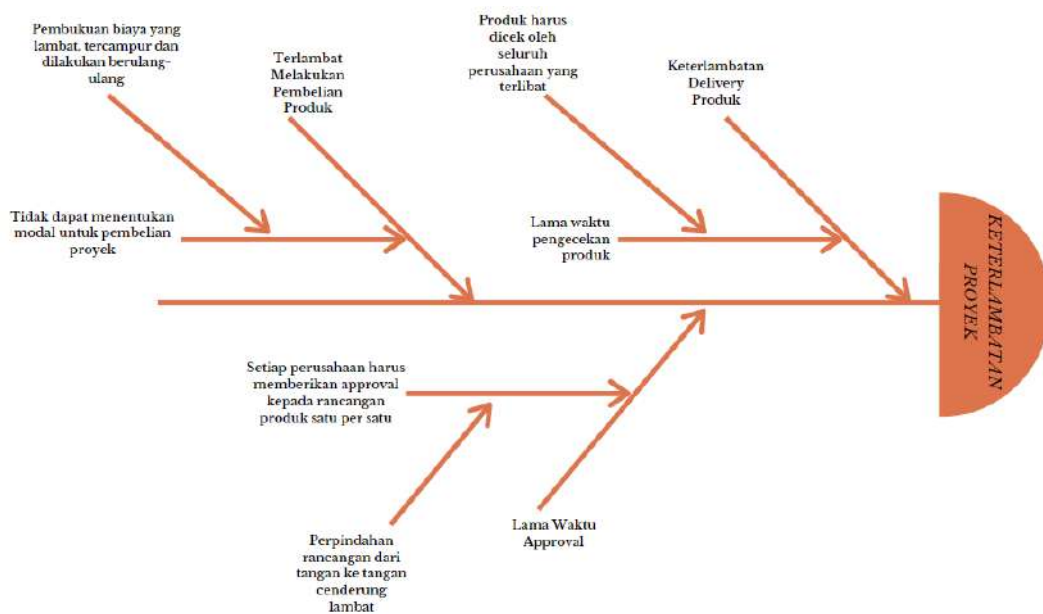 Pembukuan biaya yang
lambat, tercampur dan
dilakukan berulang-
ulang
Terlambat
Melakukan
Pembelian
Produk
Produk harus
dicek oleh
seluruh
perusahaan yang
terlibat
Keterlambatan
Delivery
Produk
Tidak dapat menentukan
modal untuk pembelian
proyek
Lama waktu
pengecekan
produk
KETERLAMBATAN
PROYEK
Setiap perusahaan harus
memberikan approval
kepada rancangan
produk satu per satu
Perpindahan
rancangan dari
tangan ke tangan
cenderung
lambat
Lama Waktu
Approval